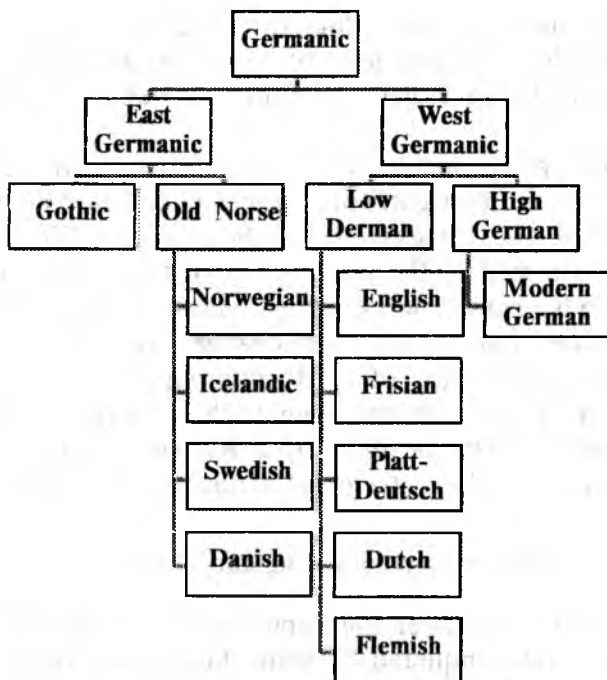 Germanic
East
Germanic
West
Germanic
Gothic
Old Norse
Low
Derman
High
German
Norwegian
English
Modern
German
Icelandic
Frisian
Swedish
Platt-
Deutsch
Danish
Dutch
Flemish